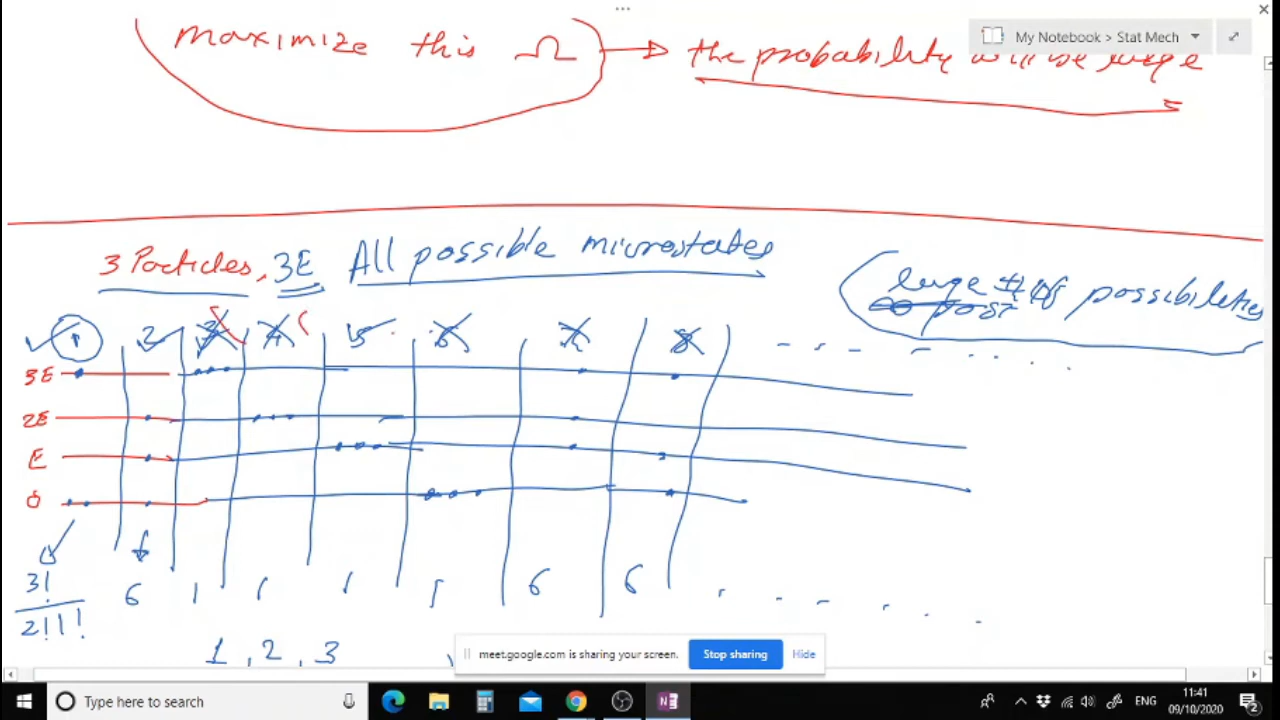 maximize this Ω → the probability will be large
My Notebook > Stat Mech
3 Particles, 3E All possible microstates
large # of possibilities
1 2 3 4 5 6 7 8
3E
2E
E
0
3!
2!1!
6 1 1 1 1 6 6
1 , 2 , 3
meet.google.com is sharing your screen. Stop sharing Hide
Type here to search
ENG
11:41
09/10/2020
2